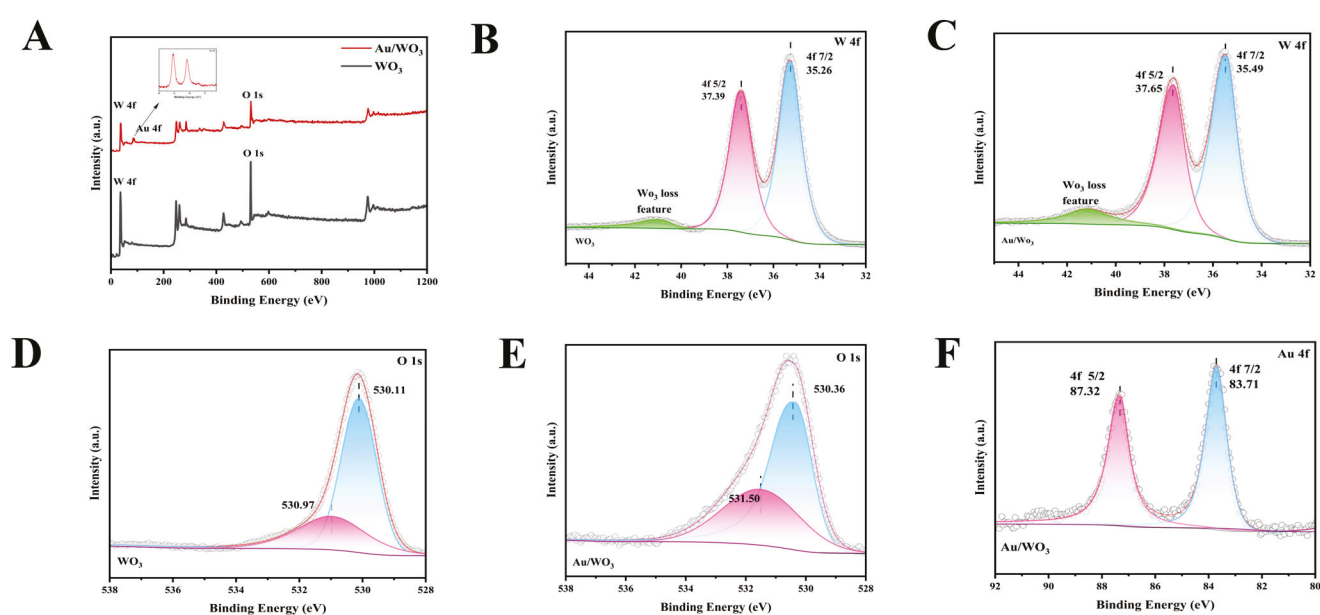 A
Au/WO₃
WO₃
W 4f
Au 4f
O 1s
W 4f
O 1s
Intensity (a.u.)
0 200 400 600 800 1000 1200
Binding Energy (eV)
B
W 4f
4f 7/2
35.26
4f 5/2
37.39
Wo₃ loss
feature
WO₃
Intensity (a.u.)
44 42 40 38 36 34 32
Binding Energy (eV)
C
W 4f
4f 7/2
35.49
4f 5/2
37.65
Wo₃ loss
feature
Au/Wo₃
Intensity (a.u.)
44 42 40 38 36 34 32
Binding Energy (eV)
D
O 1s
530.11
530.97
WO₃
Intensity (a.u.)
538 536 534 532 530 528
Binding Energy (eV)
E
O 1s
530.36
531.50
Au/WO₃
Intensity (a.u.)
538 536 534 532 530 528
Binding Energy (eV)
F
Au 4f
4f 5/2
87.32
4f 7/2
83.71
Au/WO₃
Intensity (a.u.)
92 90 88 86 84 82 80
Binding Energy (eV)